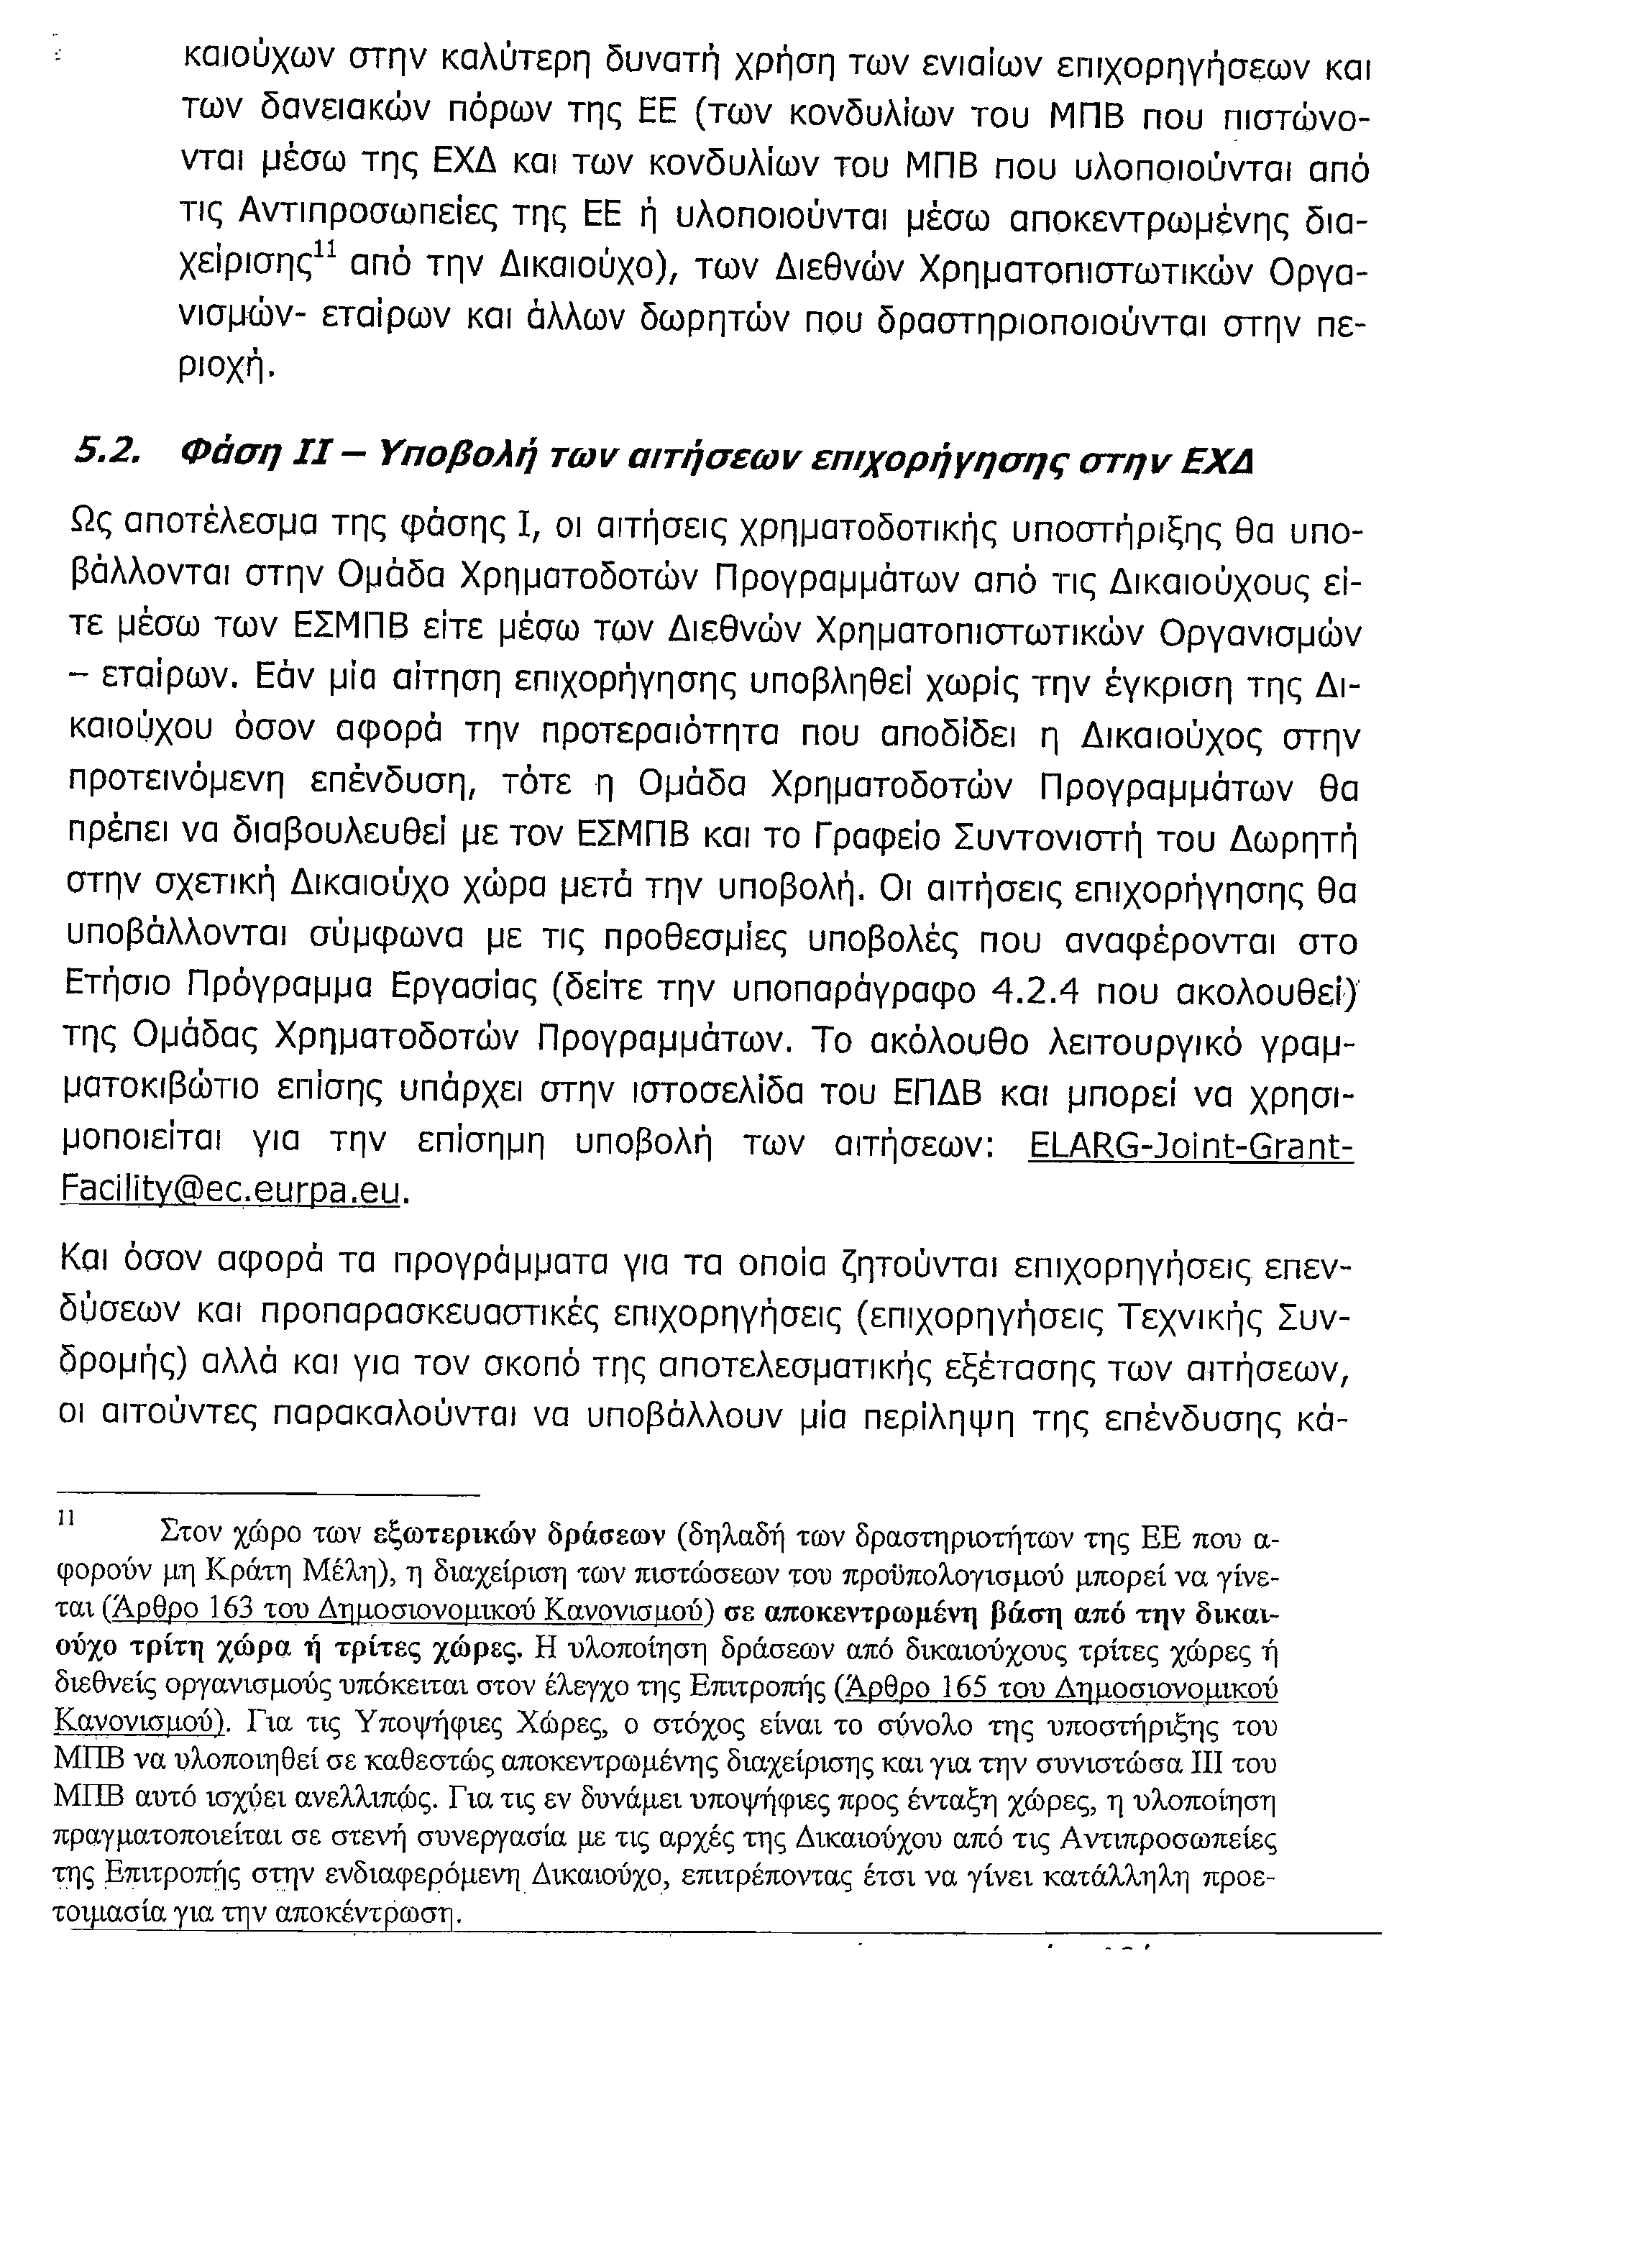 καιούχων στην καλύτερη δυνατή χρήση των ενιαίων επιχορηγήσεων και
των δανειακών πόρων της ΕΕ (των κονδυλίων του ΜΠΒ που πιστώνο-
νται μέσω της ΕΧΔ και των κονδυλίων του ΜΠΒ που υλοποιούνται από
τις Αντιπροσωπείες της ΕΕ ή υλοποιούνται μέσω αποκεντρωμένης δια-
χείρισης¹¹ από την Δικαιούχο), των Διεθνών Χρηματοπιστωτικών Οργα-
νισμών- εταίρων και άλλων δωρητών που δραστηριοποιούνται στην πε-
ριοχή.
5.2. Φάση ΙΙ – Υποβολή των αιτήσεων επιχορήγησης στην ΕΧΔ
Ως αποτέλεσμα της φάσης Ι, οι αιτήσεις χρηματοδοτικής υποστήριξης θα υπο-
βάλλονται στην Ομάδα Χρηματοδοτών Προγραμμάτων από τις Δικαιούχους εί-
τε μέσω των ΕΣΜΠΒ είτε μέσω των Διεθνών Χρηματοπιστωτικών Οργανισμών
– εταίρων. Εάν μία αίτηση επιχορήγησης υποβληθεί χωρίς την έγκριση της Δι-
καιούχου όσον αφορά την προτεραιότητα που αποδίδει η Δικαιούχος στην
προτεινόμενη επένδυση, τότε η Ομάδα Χρηματοδοτών Προγραμμάτων θα
πρέπει να διαβουλευθεί με τον ΕΣΜΠΒ και το Γραφείο Συντονιστή του Δωρητή
στην σχετική Δικαιούχο χώρα μετά την υποβολή. Οι αιτήσεις επιχορήγησης θα
υποβάλλονται σύμφωνα με τις προθεσμίες υποβολές που αναφέρονται στο
Ετήσιο Πρόγραμμα Εργασίας (δείτε την υποπαράγραφο 4.2.4 που ακολουθεί)
της Ομάδας Χρηματοδοτών Προγραμμάτων. Το ακόλουθο λειτουργικό γραμ-
ματοκιβώτιο επίσης υπάρχει στην ιστοσελίδα του ΕΠΔΒ και μπορεί να χρησι-
μοποιείται για την επίσημη υποβολή των αιτήσεων: ELARG-Joint-Grant-
Facility@ec.eurpa.eu.
Και όσον αφορά τα προγράμματα για τα οποία ζητούνται επιχορηγήσεις επεν-
δύσεων και προπαρασκευαστικές επιχορηγήσεις (επιχορηγήσεις Τεχνικής Συν-
δρομής) αλλά και για τον σκοπό της αποτελεσματικής εξέτασης των αιτήσεων,
οι αιτούντες παρακαλούνται να υποβάλλουν μία περίληψη της επένδυσης κά-
11 Στον χώρο των εξωτερικών δράσεων (δηλαδή των δραστηριοτήτων της ΕΕ που α-
φορούν μη Κράτη Μέλη), η διαχείριση των πιστώσεων του προϋπολογισμού μπορεί να γίνε-
ται (Άρθρο 163 του Δημοσιονομικού Κανονισμού) σε αποκεντρωμένη βάση από την δικαι-
ούχο τρίτη χώρα ή τρίτες χώρες. Η υλοποίηση δράσεων από δικαιούχους τρίτες χώρες ή
διεθνείς οργανισμούς υπόκειται στον έλεγχο της Επιτροπής (Άρθρο 165 του Δημοσιονομικού
Κανονισμού). Για τις Υποψήφιες Χώρες, ο στόχος είναι το σύνολο της υποστήριξης του
ΜΠΒ να υλοποιηθεί σε καθεστώς αποκεντρωμένης διαχείρισης και για την συνιστώσα ΙΙΙ του
ΜΠΒ αυτό ισχύει ανελλιπώς. Για τις εν δυνάμει υποψήφιες προς ένταξη χώρες, η υλοποίηση
πραγματοποιείται σε στενή συνεργασία με τις αρχές της Δικαιούχου από τις Αντιπροσωπείες
της Επιτροπής στην ενδιαφερόμενη Δικαιούχο, επιτρέποντας έτσι να γίνει κατάλληλη προε-
τοιμασία για την αποκέντρωση.